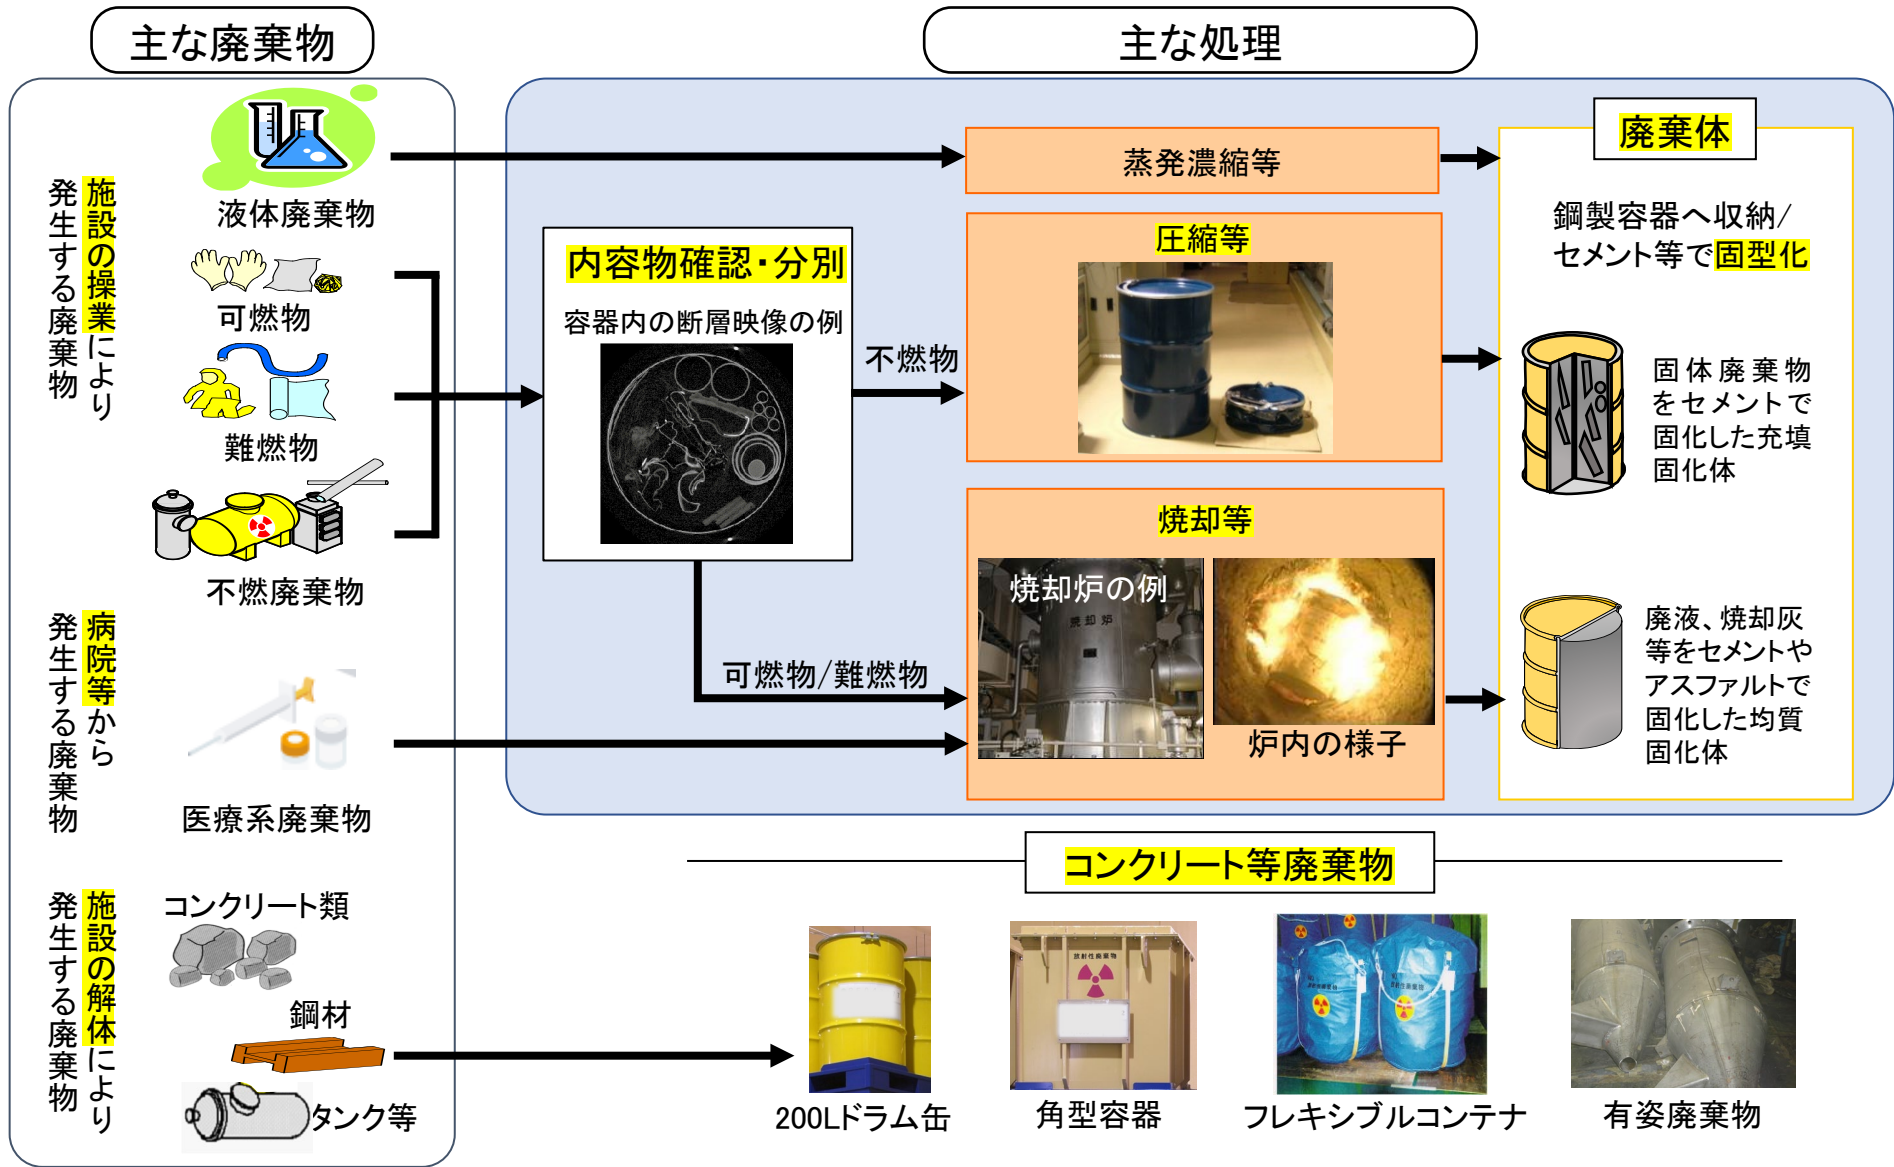 主な廃棄物
主な処理
施設の操業により
発生する廃棄物
液体廃棄物
可燃物
難燃物
不燃廃棄物
病院等から
発生する廃棄物
医療系廃棄物
施設の解体により
発生する廃棄物
コンクリート類
鋼材
タンク等
内容物確認・分別
容器内の断層映像の例
不燃物
可燃物/難燃物
蒸発濃縮等
圧縮等
焼却等
焼却炉の例
焼却炉
炉内の様子
廃棄体
鋼製容器へ収納/
セメント等で固型化
固体廃棄物
をセメントで
固化した充填
固化体
廃液、焼却灰
等をセメントや
アスファルトで
固化した均質
固化体
コンクリート等廃棄物
放射性廃棄物
200Lドラム缶
角型容器
フレキシブルコンテナ
有姿廃棄物